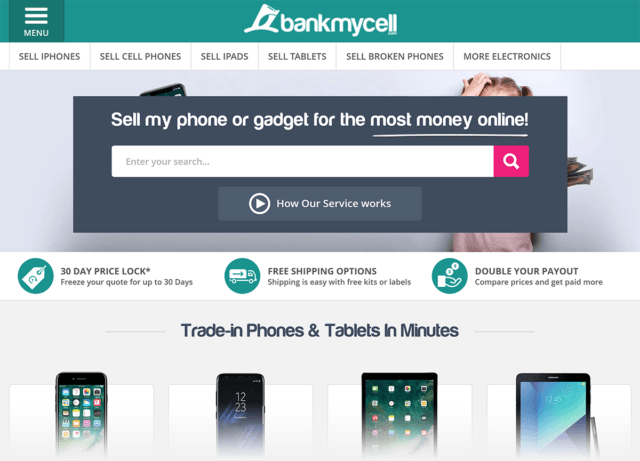 MENU
bankmycell
.com
SELL IPHONES
SELL CELL PHONES
SELL IPADS
SELL TABLETS
SELL BROKEN PHONES
MORE ELECTRONICS
Sell my phone or gadget for the most money online!
Enter your search...
How Our Service works
30 DAY PRICE LOCK*
Freeze your quote for up to 30 Days
FREE SHIPPING OPTIONS
Shipping is easy with free kits or labels
DOUBLE YOUR PAYOUT
Compare prices and get paid more
Trade-in Phones & Tablets In Minutes
12
23